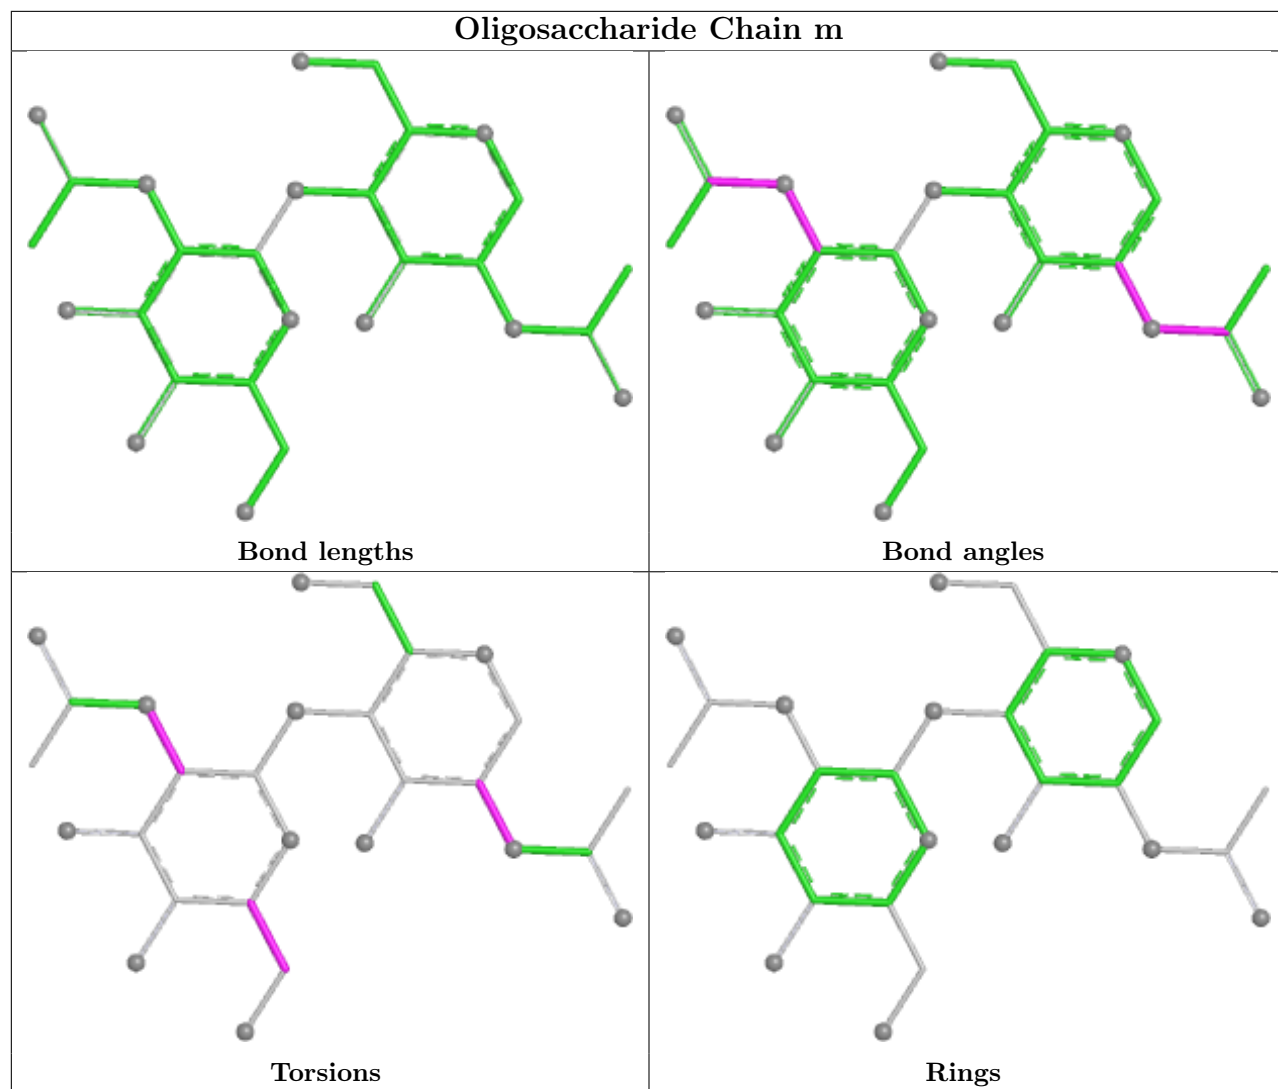 Oligosaccharide Chain m
Bond lengths
Bond angles
Torsions
Rings